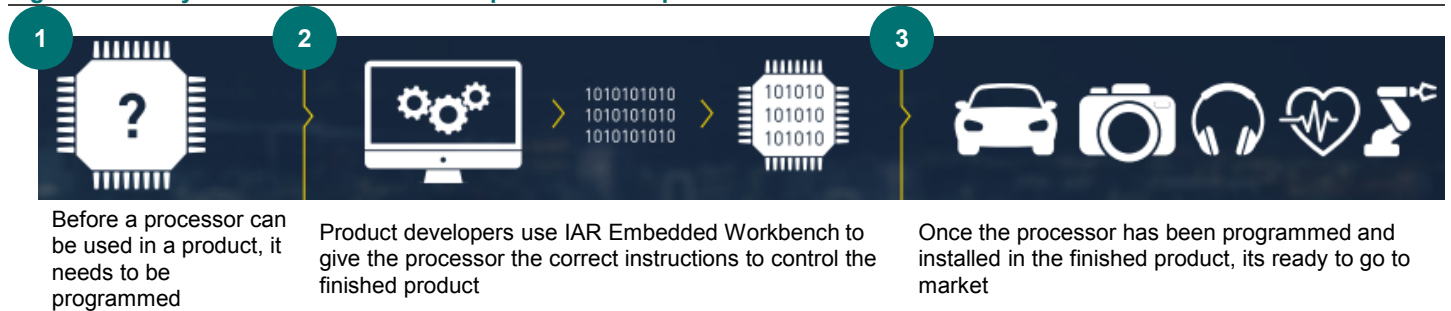 1
2
3
?
1010101010
1010101010
1010101010
101010
101010
101010
Before a processor can
be used in a product, it
needs to be
programmed
Product developers use IAR Embedded Workbench to
give the processor the correct instructions to control the
finished product
Once the processor has been programmed and
installed in the finished product, its ready to go to
market